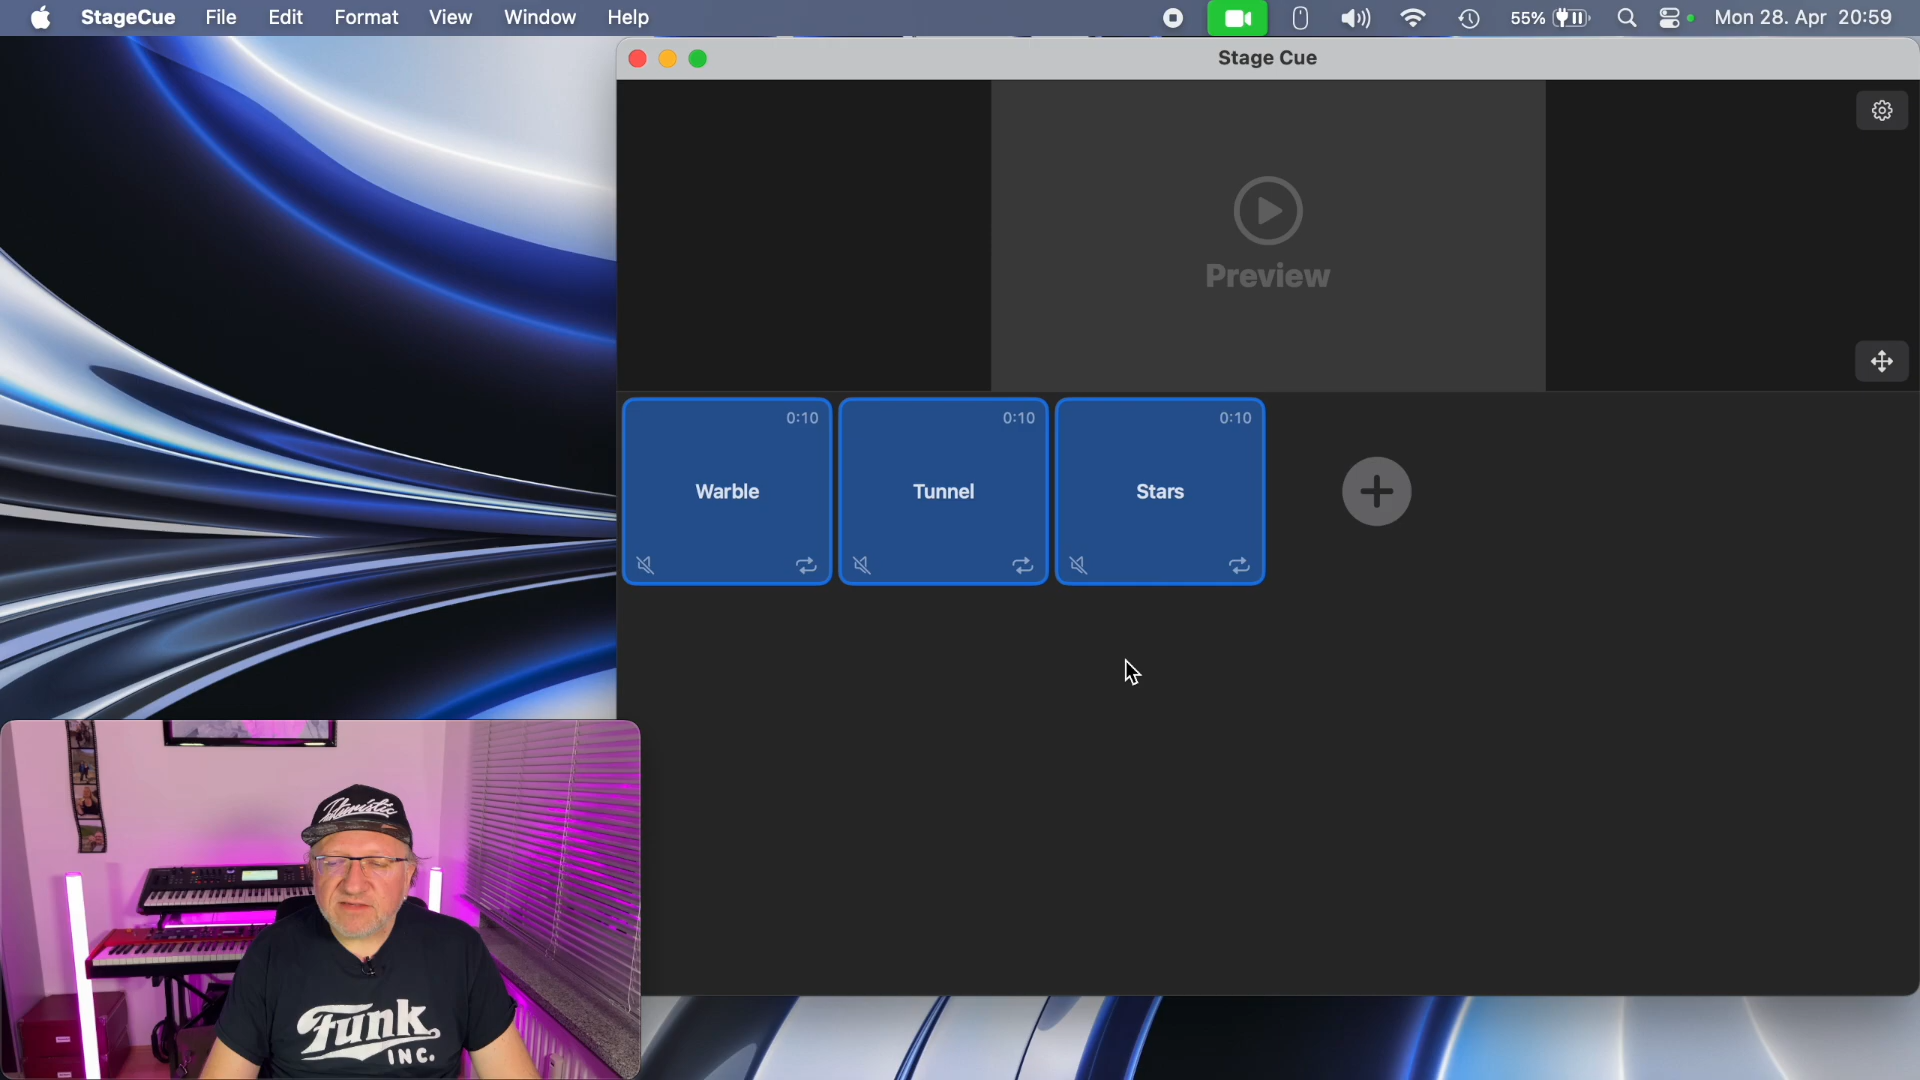 StageCue File Edit Format View Window Help
55% Mon 28. Apr 20:59
Stage Cue
Preview
0:10 0:10 0:10
Warble Tunnel Stars
Futuristic
Funk
INC.